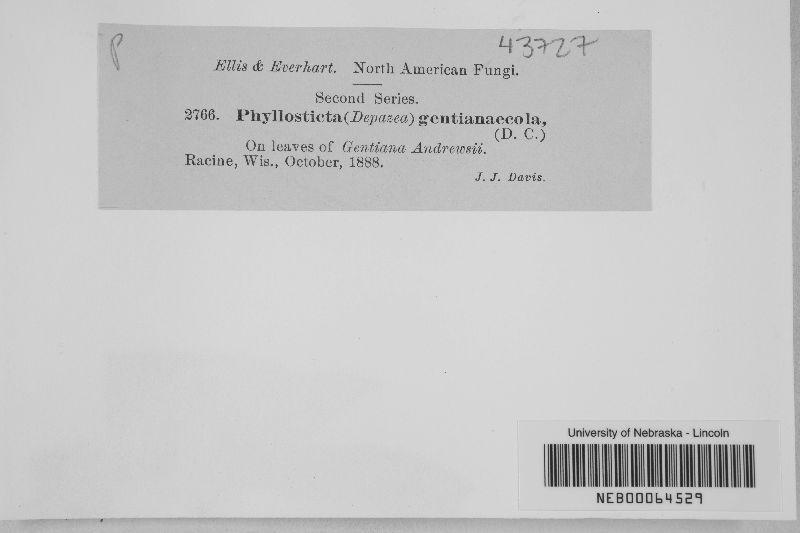 P
43727
Ellis & Everhart. North American Fungi.
Second Series.
2766. Phyllosticta (Depazea) gentianaecola,
(D. C.)
On leaves of Gentiana Andrewsii.
Racine, Wis., October, 1888.
J. J. Davis.
University of Nebraska - Lincoln
NEB00064529